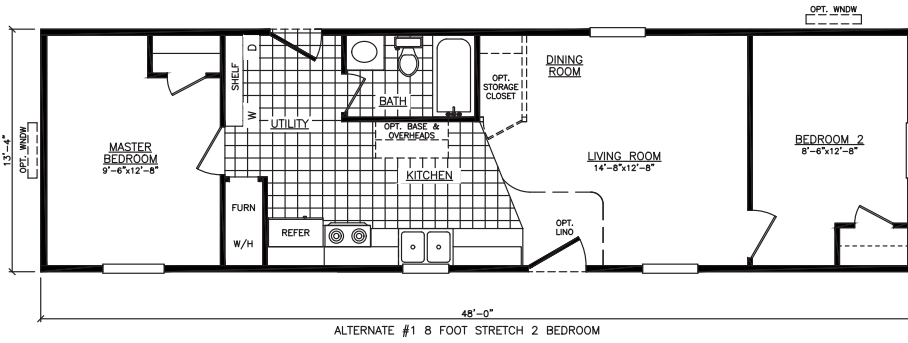 OPT. WNDW
13'-4"
OPT. WNDW
MASTER
BEDROOM
9'-6"x12'-8"
SHELF
D
W
UTILITY
BATH
OPT. BASE &
OVERHEADS
KITCHEN
FURN
W/H
REFER
OPT.
STORAGE
CLOSET
DINING
ROOM
LIVING ROOM
14'-8"x12'-8"
OPT.
LINO
BEDROOM 2
8'-6"x12'-8"
48'-0"
ALTERNATE #1 8 FOOT STRETCH 2 BEDROOM